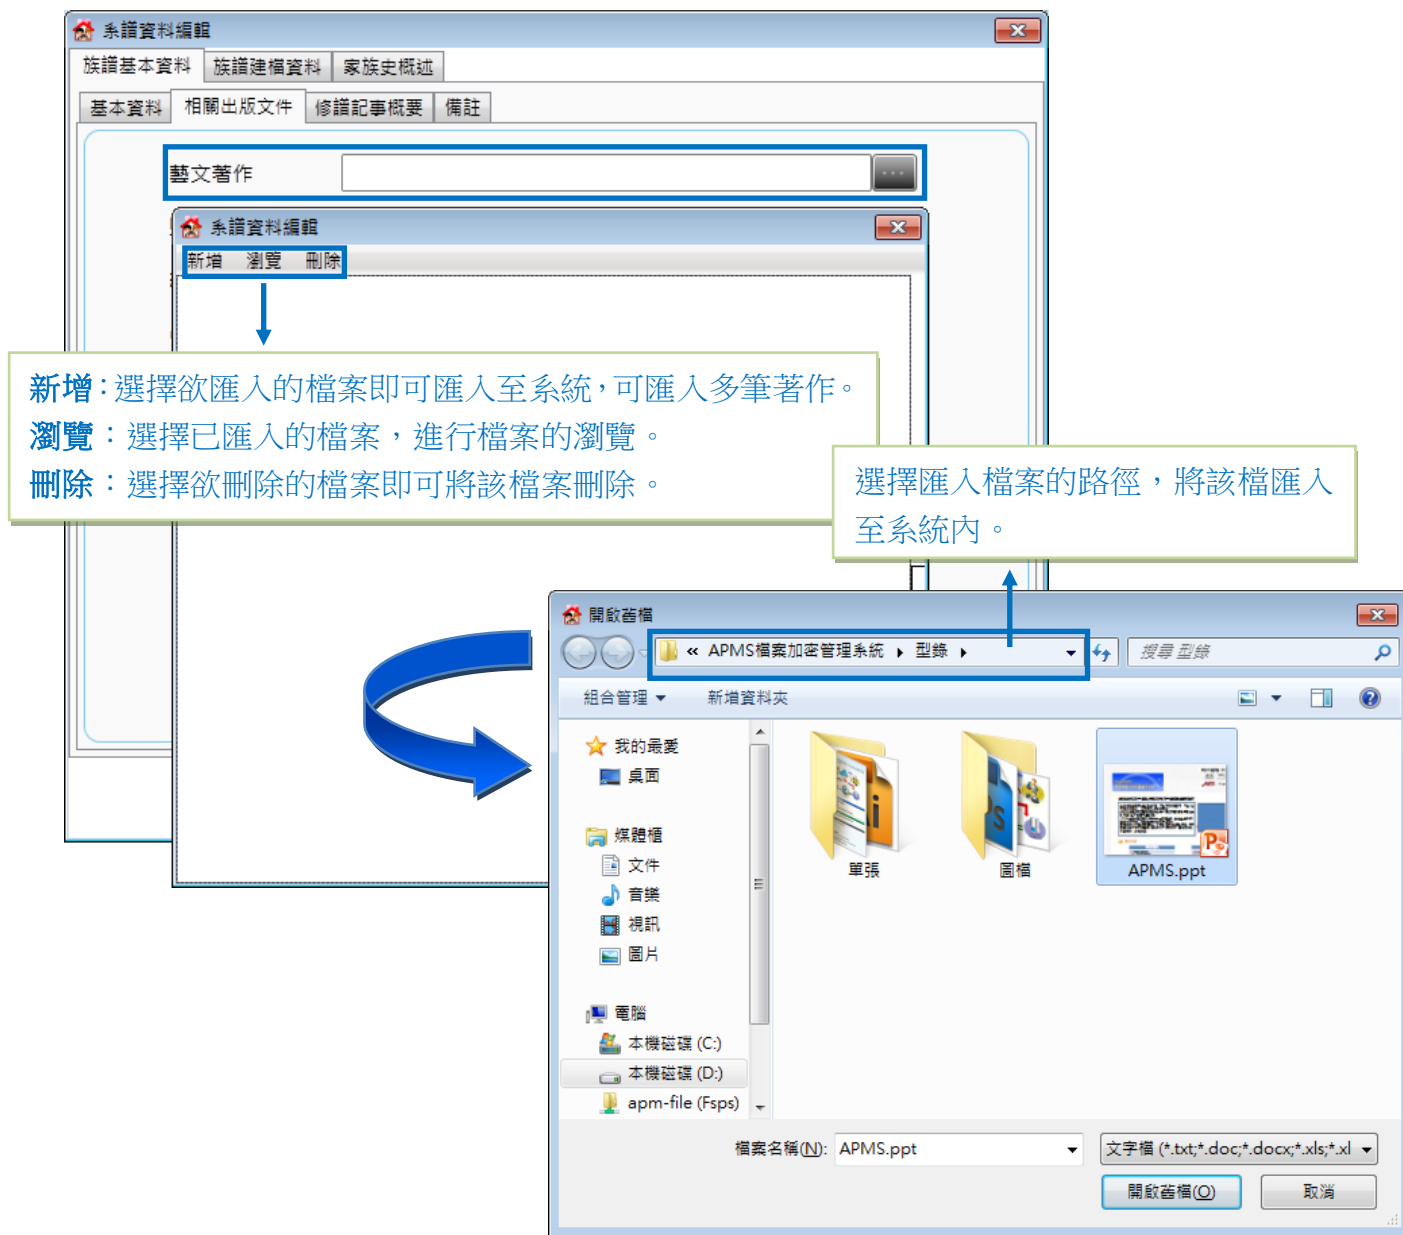 系譜資料編輯
族譜基本資料 族譜建檔資料 家族史概述
基本資料 相關出版文件 修譜記事概要 備註
藝文著作 ...
系譜資料編輯
新增 瀏覽 刪除
新增：選擇欲匯入的檔案即可匯入至系統，可匯入多筆著作。
瀏覽：選擇已匯入的檔案，進行檔案的瀏覽。
刪除：選擇欲刪除的檔案即可將該檔案刪除。
選擇匯入檔案的路徑，將該檔匯入
至系統內。
開啟舊檔
« APMS檔案加密管理系統 ▸ 型錄 ▸ 搜尋 型錄
組合管理 ▼ 新增資料夾
我的最愛
桌面
媒體櫃
文件
音樂
視訊
圖片
電腦
本機磁碟 (C:)
本機磁碟 (D:)
apm-file (Fsps)
單張 圖檔 APMS.ppt
檔案名稱(N): APMS.ppt 文字檔 (*.txt;*.doc;*.docx;*.xls;*.xl
開啟舊檔(O) 取消